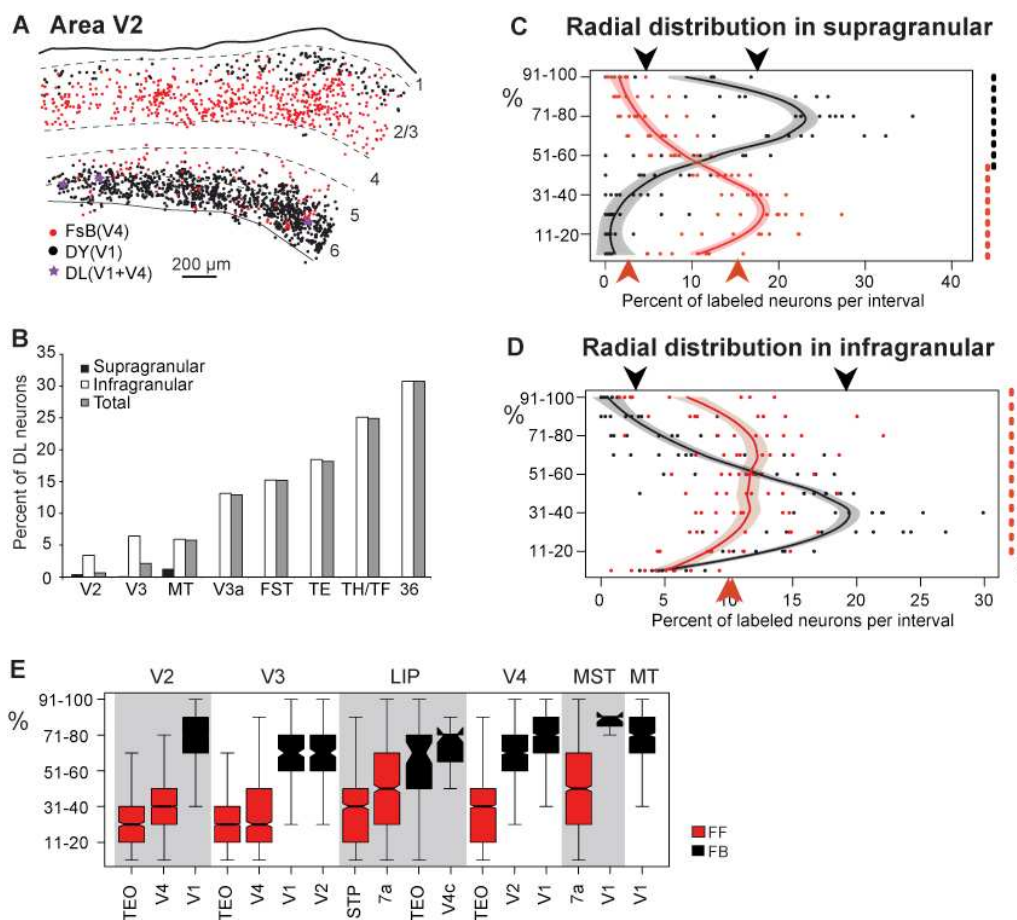 A Area V2
1
2/3
4
5
6
FsB(V4)
DY(V1)
DL(V1+V4)
200 µm
B
Percent of DL neurons
35
30
25
20
15
10
5
0
Supragranular
Infragranular
Total
V2 V3 MT V3a FST TE TH/TF 36
C Radial distribution in supragranular
%
91-100
71-80
51-60
31-40
11-20
0 10 20 30 40
Percent of labeled neurons per interval
D Radial distribution in infragranular
%
91-100
71-80
51-60
31-40
11-20
0 5 10 15 20 25 30
Percent of labeled neurons per interval
E
V2 V3 LIP V4 MST MT
%
91-100
71-80
51-60
31-40
11-20
TEO V4 V1 TEO V4 V1 V2 STP 7a TEO V4c TEO V2 V1 7a V1 V1
FF
FB